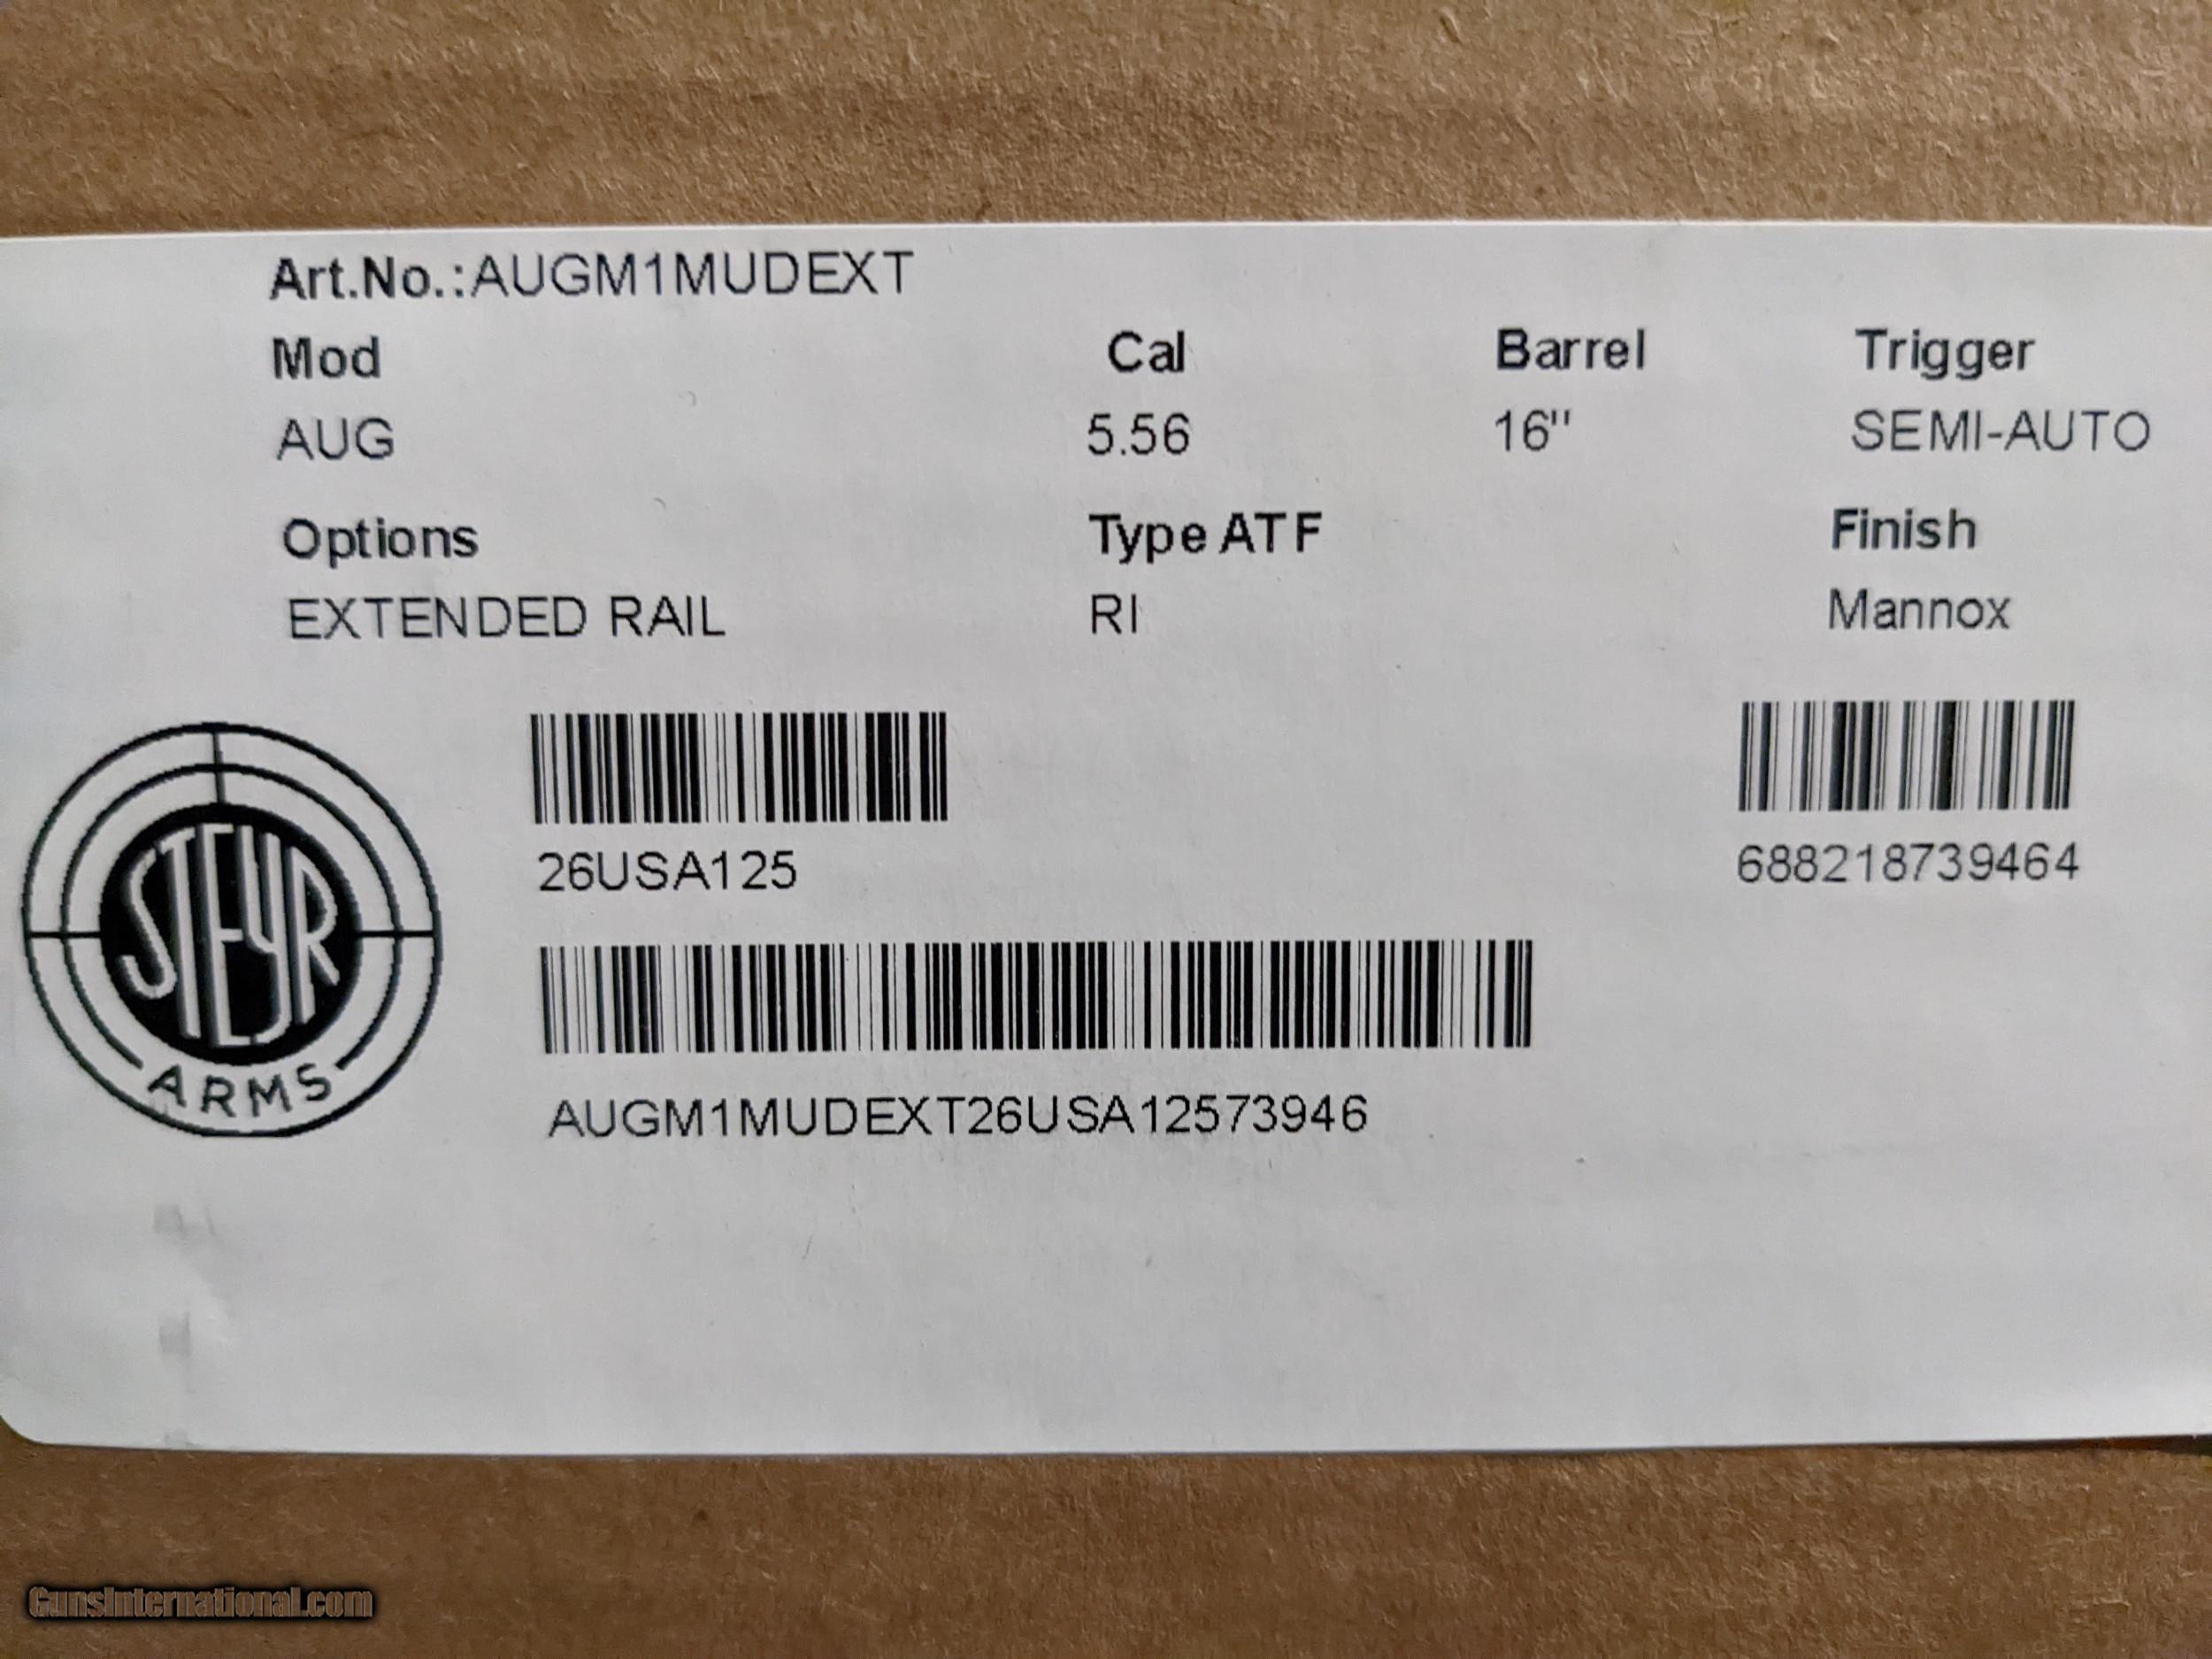 Art.No.:AUGM1MUDEXT
Mod Cal Barrel Trigger
AUG 5.56 16" SEMI-AUTO
Options Type ATF Finish
EXTENDED RAIL RI Mannox
26USA125 688218739464
STEYR
ARMS
AUGM1MUDEXT26USA12573946
GunsInternational.com